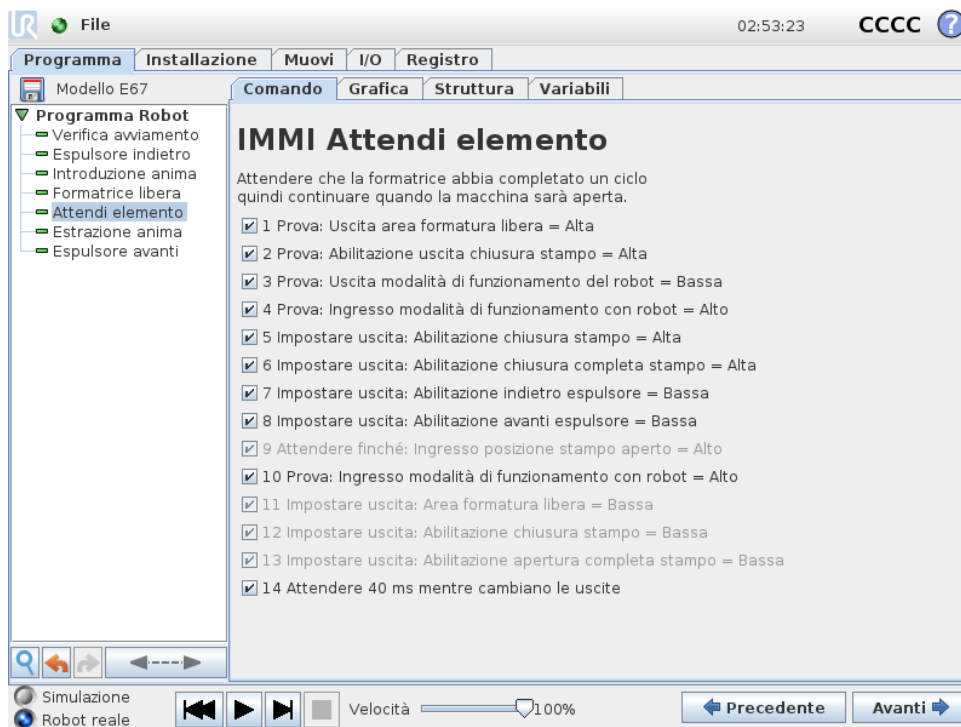 UR File 02:53:23 CCCC ?
Programma Installazione Muovi I/O Registro
Modello E67 Comando Grafica Struttura Variabili
Programma Robot
Verifica avviamento
Espulsore indietro
Introduzione anima
Formatrice libera
Attendi elemento
Estrazione anima
Espulsore avanti
IMMI Attendi elemento
Attendere che la formatrice abbia completato un ciclo
quindi continuare quando la macchina sarà aperta.
1 Prova: Uscita area formatura libera = Alta
2 Prova: Abilitazione uscita chiusura stampo = Alta
3 Prova: Uscita modalità di funzionamento del robot = Bassa
4 Prova: Ingresso modalità di funzionamento con robot = Alto
5 Impostare uscita: Abilitazione chiusura stampo = Alta
6 Impostare uscita: Abilitazione chiusura completa stampo = Alta
7 Impostare uscita: Abilitazione indietro espulsore = Bassa
8 Impostare uscita: Abilitazione avanti espulsore = Bassa
9 Attendere finché: Ingresso posizione stampo aperto = Alto
10 Prova: Ingresso modalità di funzionamento con robot = Alto
11 Impostare uscita: Area formatura libera = Bassa
12 Impostare uscita: Abilitazione chiusura stampo = Bassa
13 Impostare uscita: Abilitazione apertura completa stampo = Bassa
14 Attendere 40 ms mentre cambiano le uscite
Simulazione
Robot reale
Velocità 100% Precedente Avanti